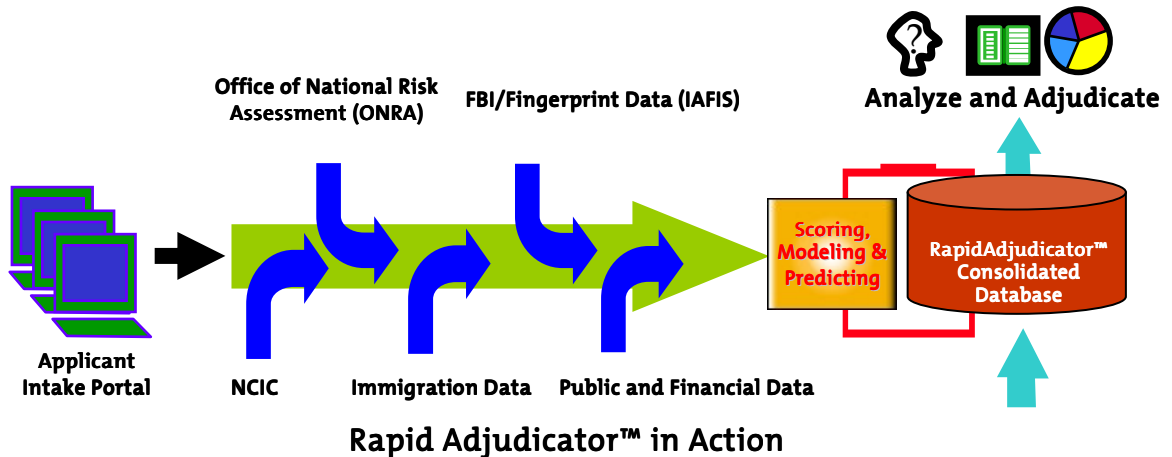 Office of National Risk
Assessment (ONRA)
FBI/Fingerprint Data (IAFIS)
?
Analyze and Adjudicate
Scoring,
Modeling &
Predicting
RapidAdjudicator™
Consolidated
Database
Applicant
Intake Portal
NCIC
Immigration Data
Public and Financial Data
Rapid Adjudicator™ in Action